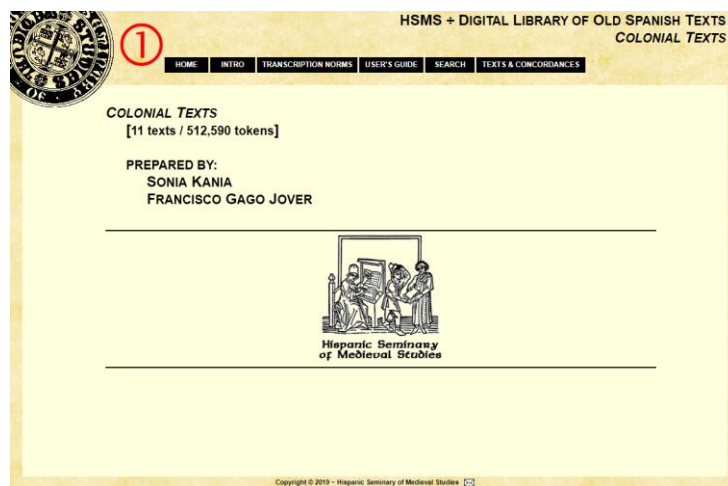 HSMS ÷ DIGITAL LIBRARY OF OLD SPANISH TEXTS
COLONIAL TEXTS
①
HOME INTRO TRANSCRIPTION NORMS USER'S GUIDE SEARCH TEXTS & CONCORDANCES
COLONIAL TEXTS
[11 texts / 512,590 tokens]
PREPARED BY:
SONIA KANIA
FRANCISCO GAGO JOVER
Hispanic Seminary
of Medieval Studies
Copyright © 2019 ~ Hispanic Seminary of Medieval Studies